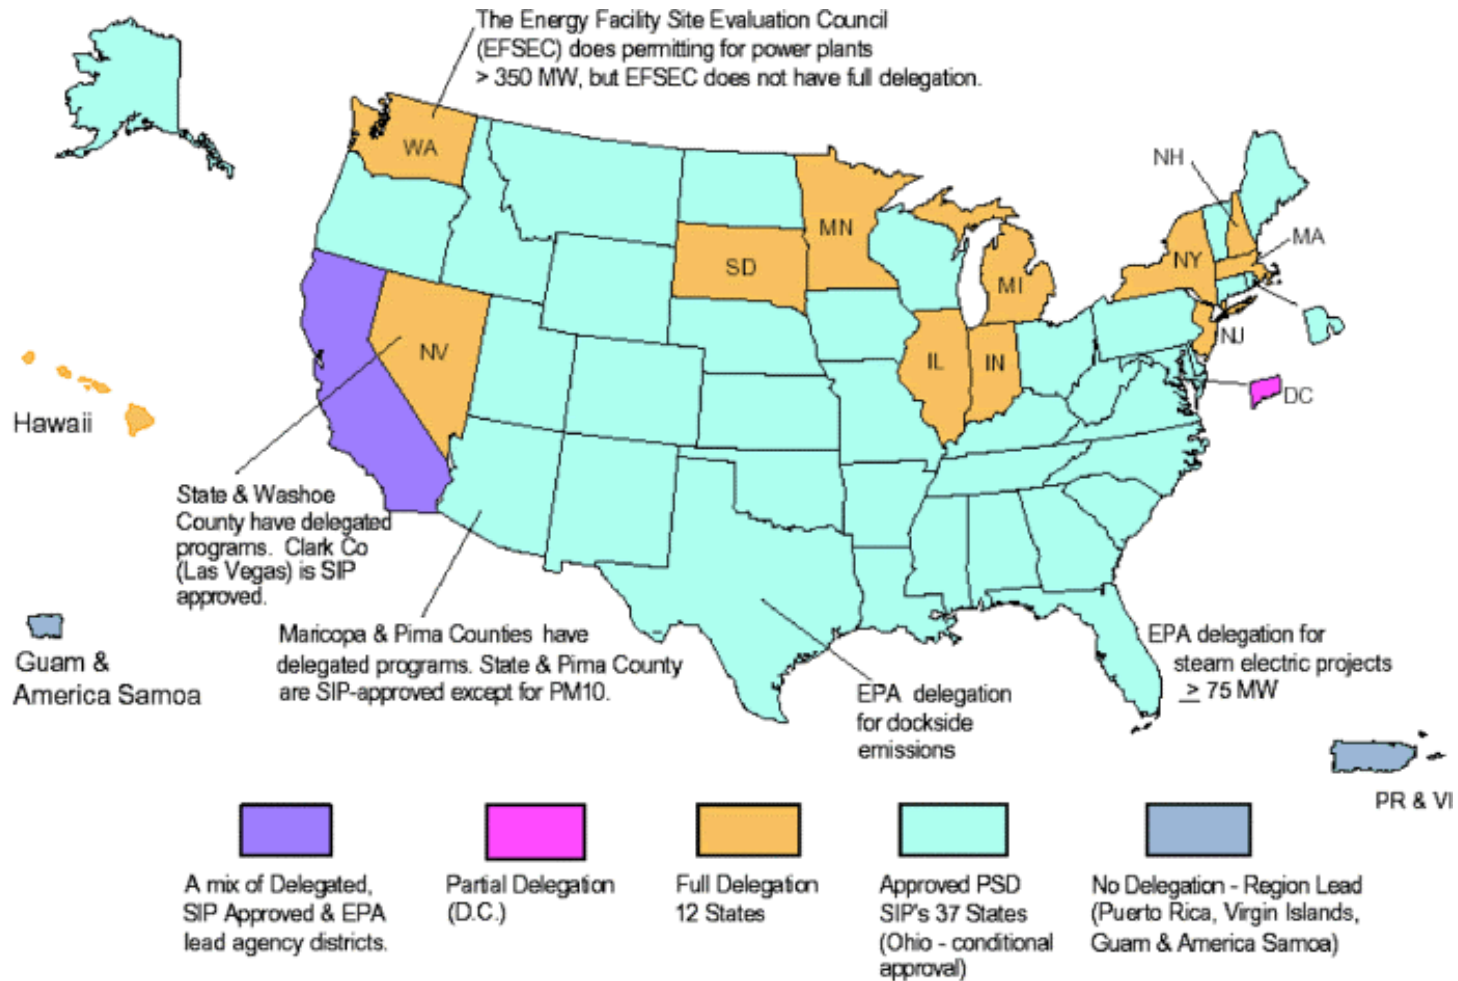 The Energy Facility Site Evaluation Council
(EFSEC) does permitting for power plants
> 350 MW, but EFSEC does not have full delegation.
WA
NH
MN
MA
NY
SD
MI
NJ
NV
IL
IN
DC
Hawaii
State & Washoe
County have delegated
programs. Clark Co
(Las Vegas) is SIP
approved.
Maricopa & Pima Counties have
delegated programs. State & Pima County
are SIP-approved except for PM10.
EPA delegation for
steam electric projects
≥ 75 MW
Guam &
America Samoa
EPA delegation
for dockside
emissions
PR & VI
A mix of Delegated,
SIP Approved & EPA
lead agency districts.
Partial Delegation
(D.C.)
Full Delegation
12 States
Approved PSD
SIP's 37 States
(Ohio - conditional
approval)
No Delegation - Region Lead
(Puerto Rica, Virgin Islands,
Guam & America Samoa)